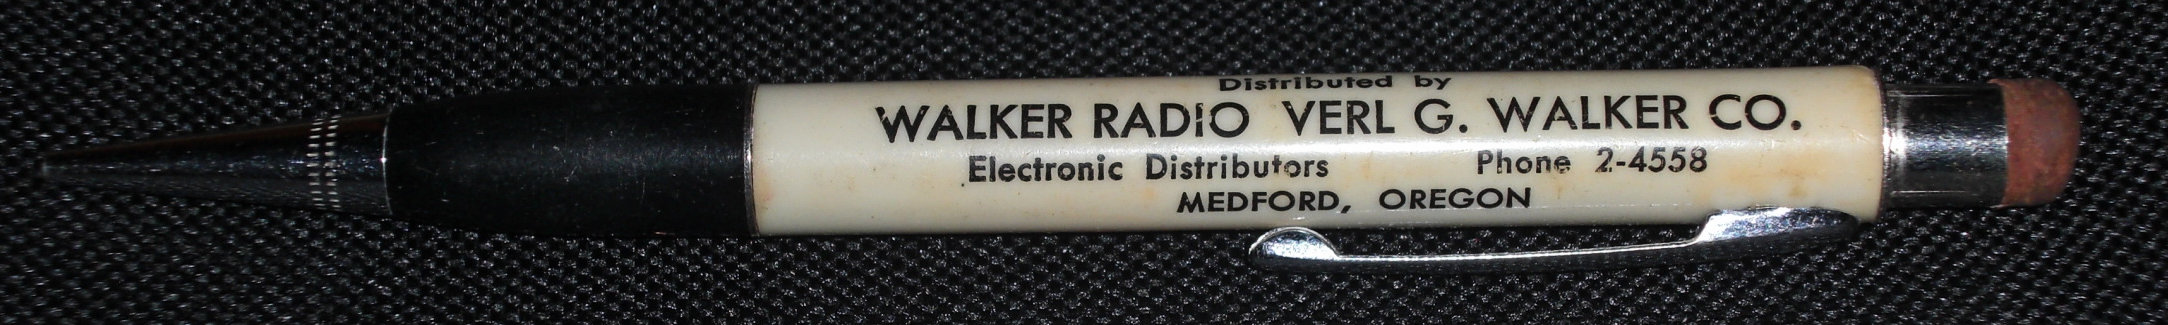 Distributed by
WALKER RADIO VERL G. WALKER CO.
Electronic Distributors Phone 2-4558
MEDFORD, OREGON